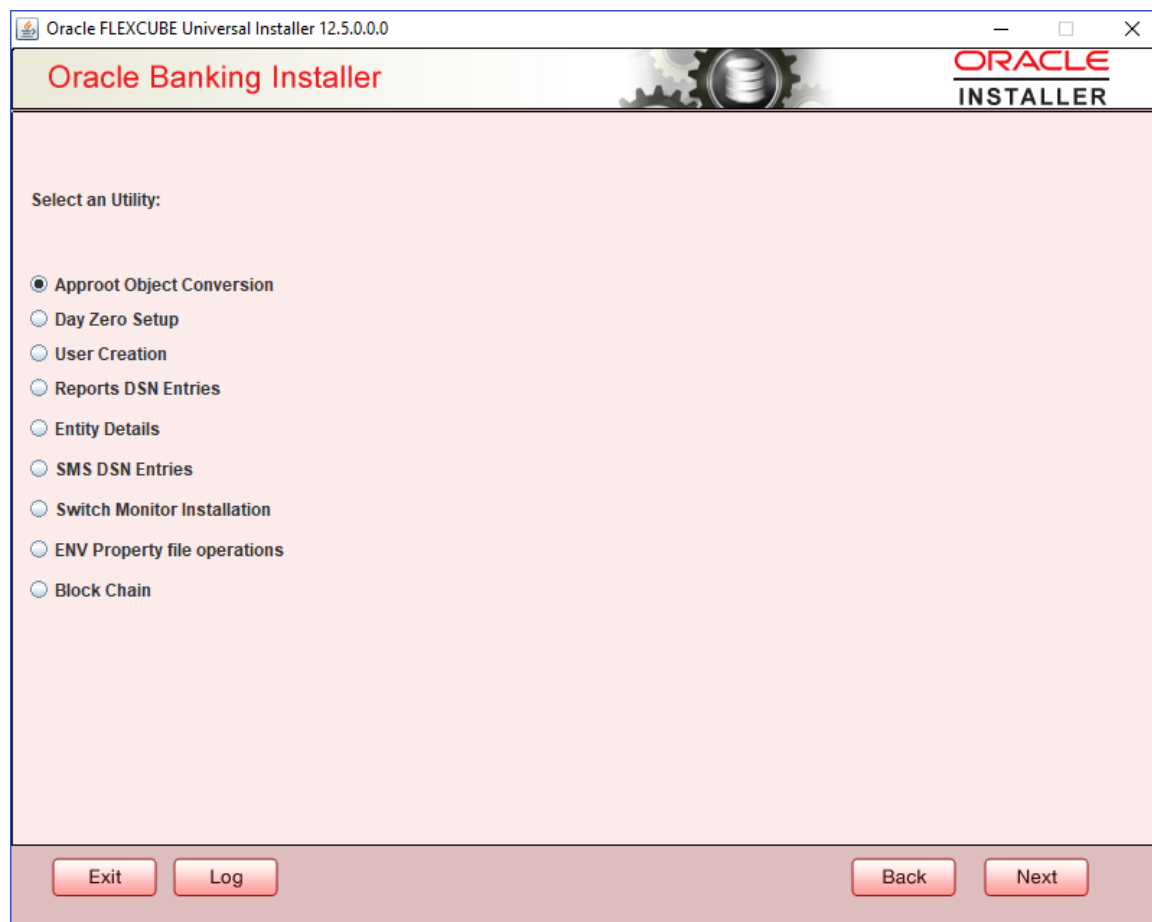 Oracle FLEXCUBE Universal Installer 12.5.0.0.0
Oracle Banking Installer
ORACLE
INSTALLER
Select an Utility:
Approot Object Conversion
Day Zero Setup
User Creation
Reports DSN Entries
Entity Details
SMS DSN Entries
Switch Monitor Installation
ENV Property file operations
Block Chain
Exit Log Back Next